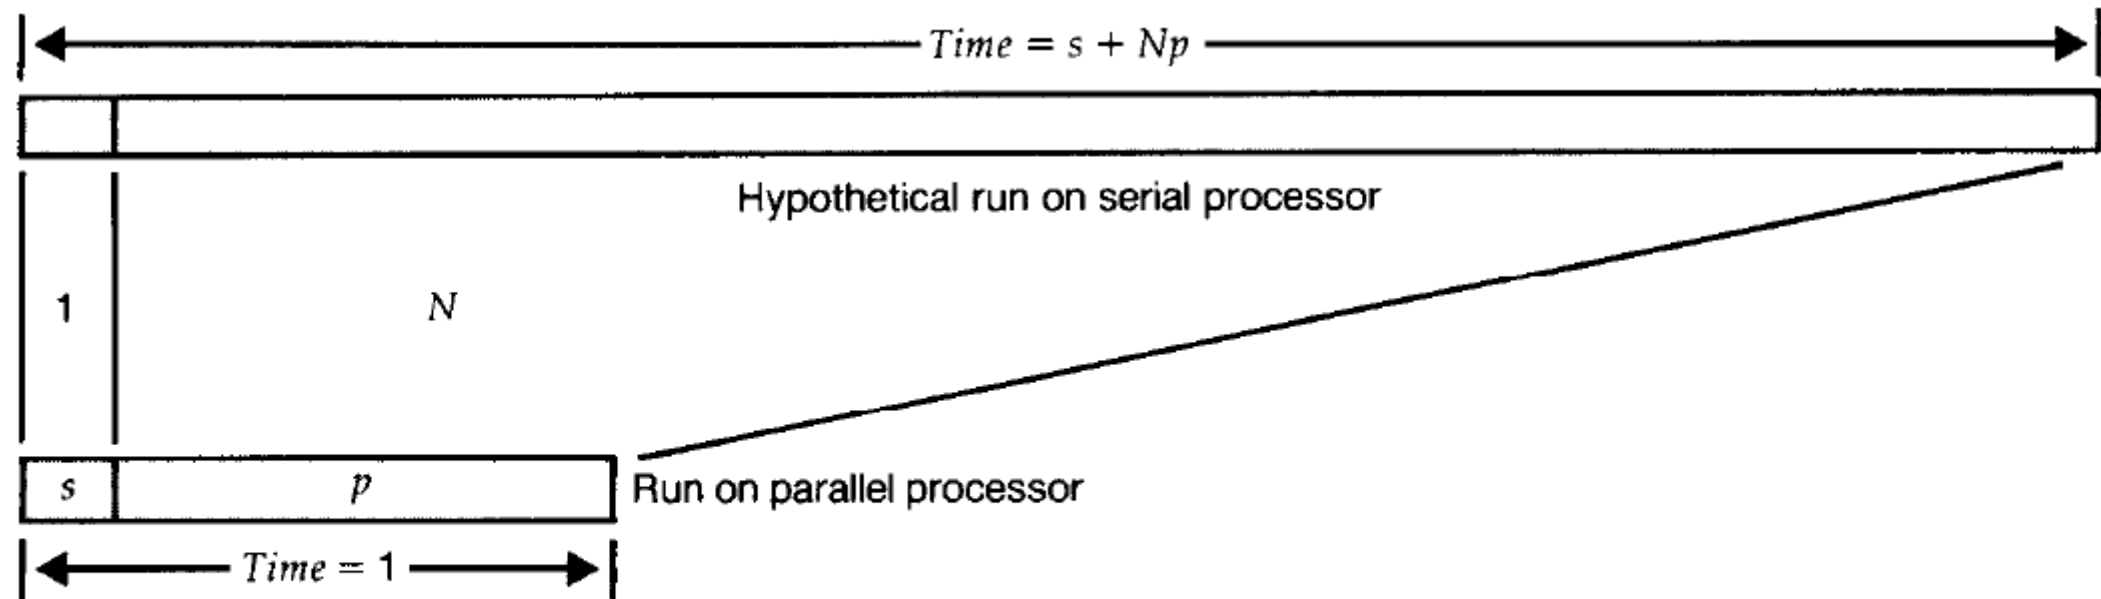 Time = s + Np
Hypothetical run on serial processor
1
N
s
p
Run on parallel processor
Time = 1